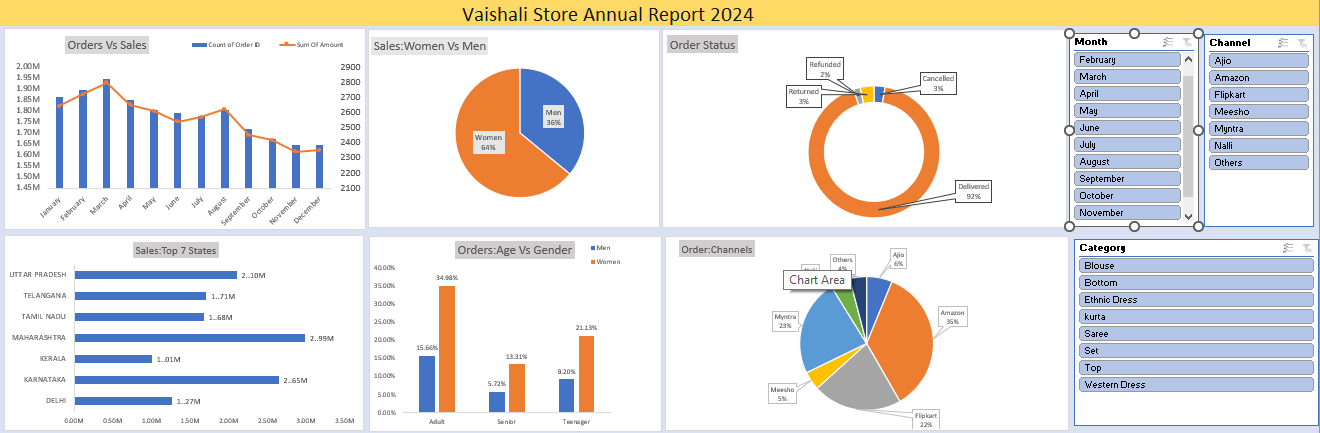 Vaishali Store Annual Report 2024
Orders Vs Sales
Count of Order ID
Sum Of Amount
2.00M
1.95M
1.90M
1.85M
1.80M
1.75M
1.70M
1.65M
1.60M
1.55M
1.50M
1.45M
2900
2800
2700
2600
2500
2400
2300
2200
2100
January
February
March
April
May
June
July
August
September
October
November
December
Sales:Women Vs Men
Men
36%
Women
64%
Order Status
Refunded
2%
Returned
3%
Cancelled
3%
Delivered
92%
Month
February
March
April
May
June
July
August
September
October
November
Channel
Ajio
Amazon
Flipkart
Meesho
Myntra
Nalli
Others
Sales:Top 7 States
UTTAR PRADESH
2..10M
TELANGANA
1..71M
TAMIL NADU
1..68M
MAHARASHTRA
2..99M
KERALA
1..01M
KARNATAKA
2..65M
DELHI
1..27M
0.00M
0.50M
1.00M
1.50M
2.00M
2.50M
3.00M
3.50M
Orders:Age Vs Gender
Men
Women
40.00%
35.00%
30.00%
25.00%
20.00%
15.00%
10.00%
5.00%
0.00%
15.66%
34.98%
5.72%
13.31%
9.20%
21.13%
Adult
Senior
Teenager
Order:Channels
Others
4%
Ajio
6%
Chart Area
Amazon
35%
Myntra
23%
Meesho
5%
Flipkart
22%
Category
Blouse
Bottom
Ethnic Dress
kurta
Saree
Set
Top
Western Dress